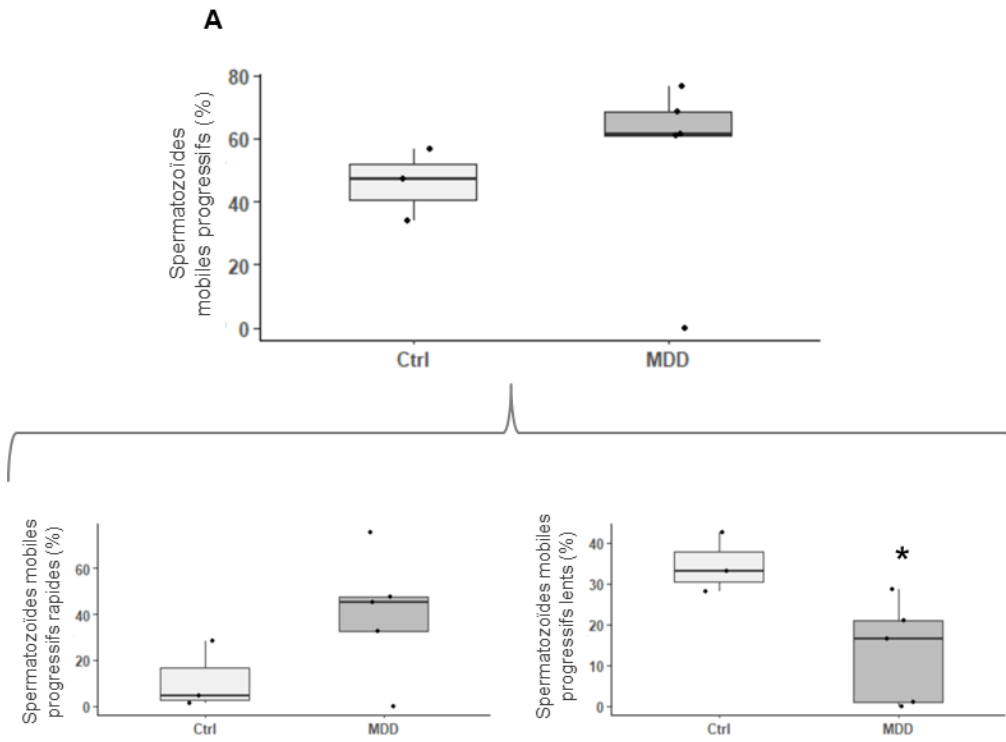 A
Spermatozoïdes
mobiles progressifs (%)
80
60
40
20
0
Ctrl
MDD
Spermatozoïdes mobiles
progressifs rapides (%)
60
40
20
0
Ctrl
MDD
Spermatozoïdes mobiles
progressifs lents (%)
40
30
20
10
0
*
Ctrl
MDD